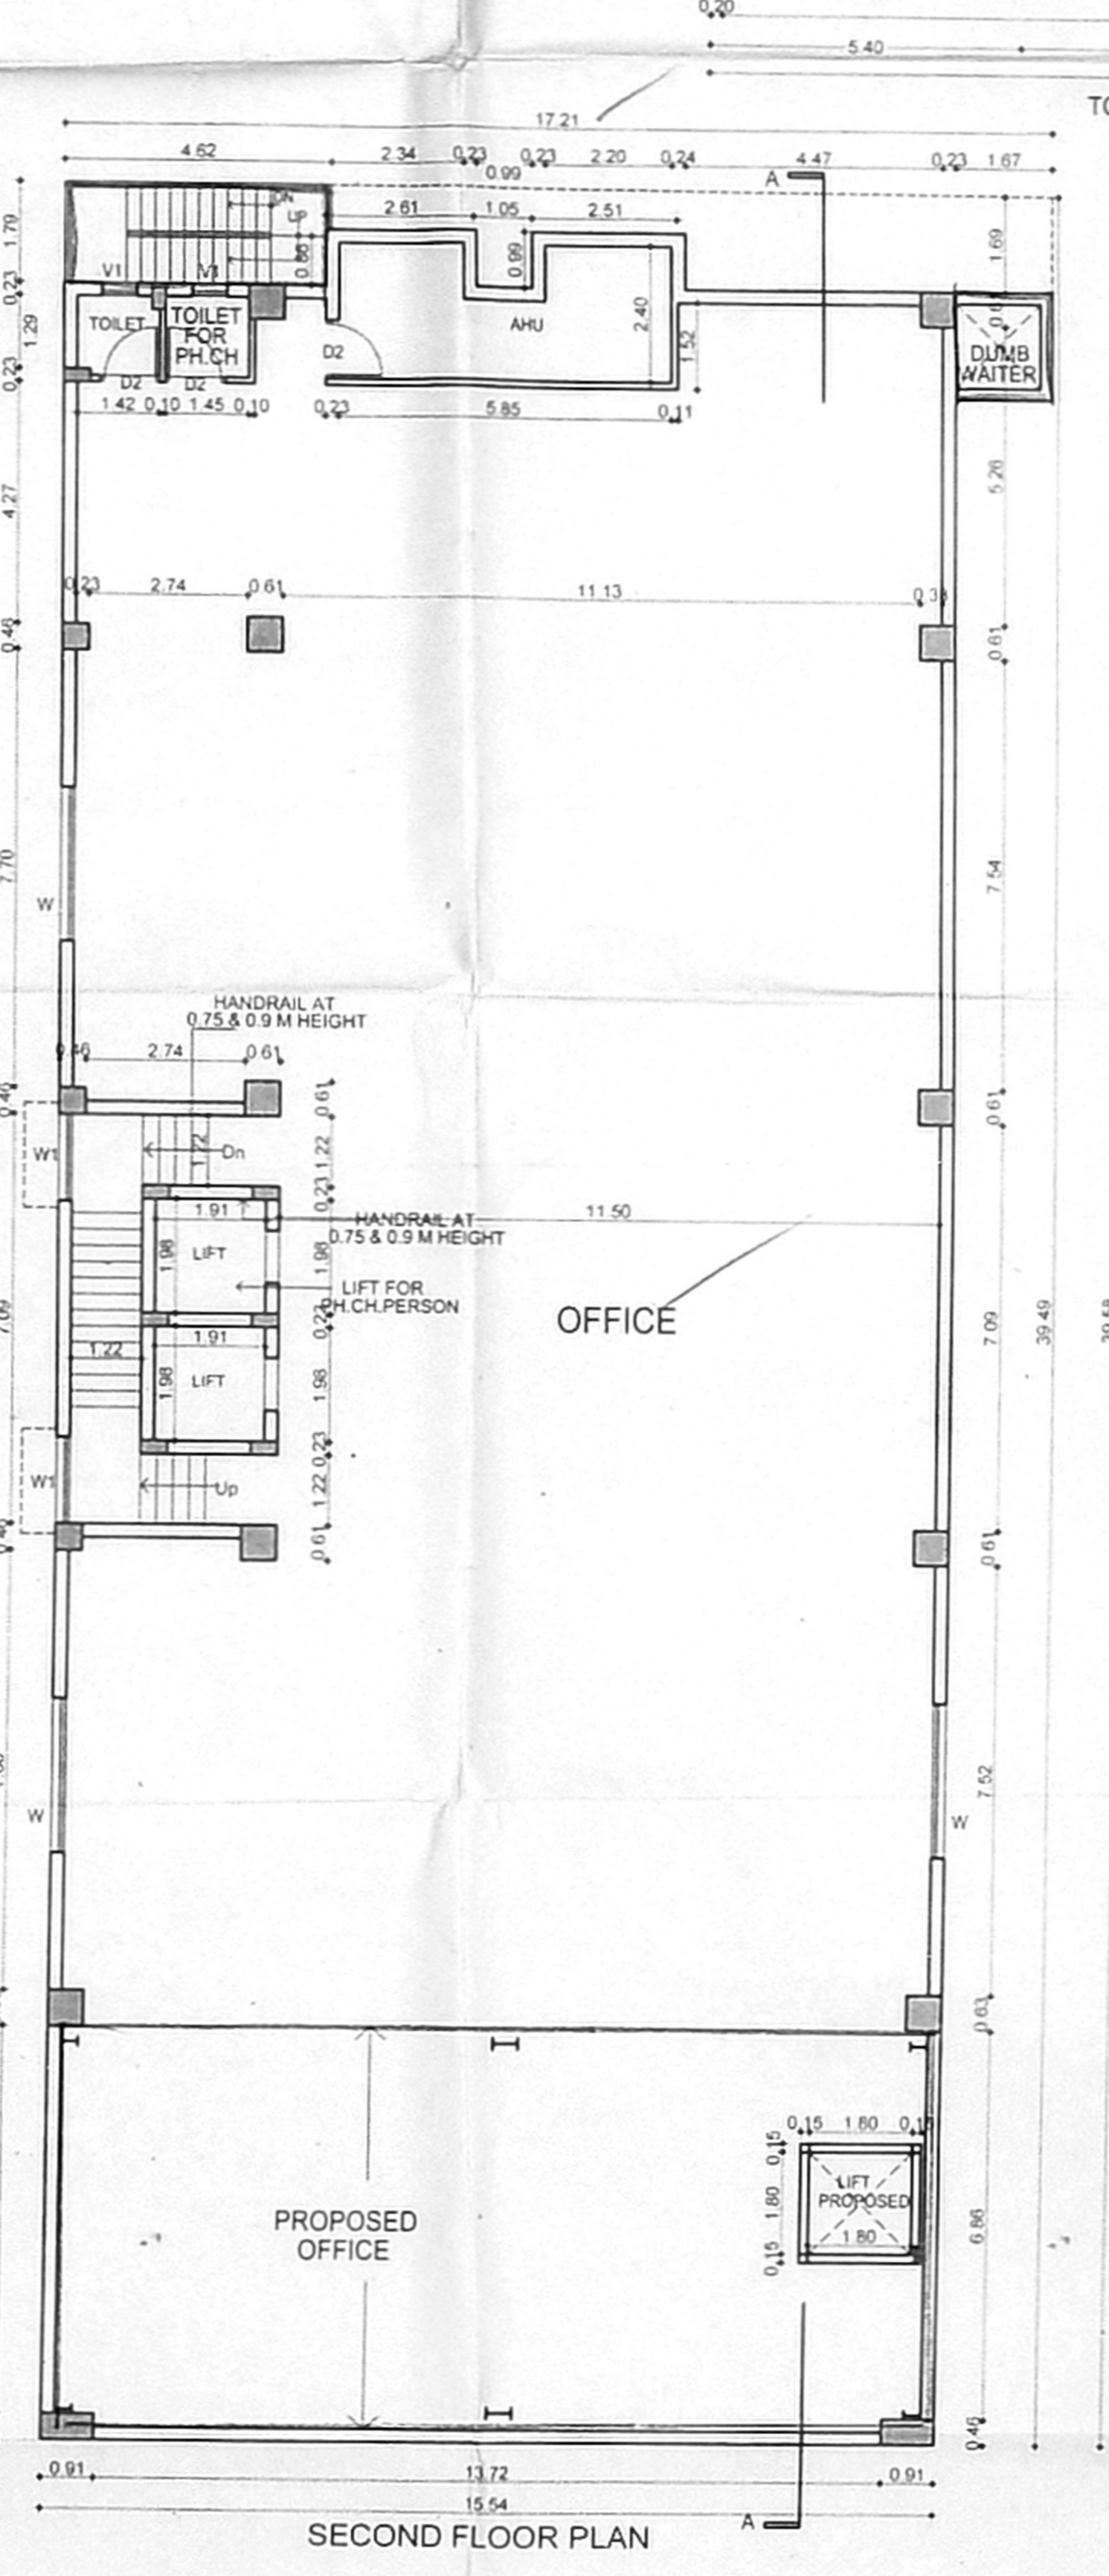 0.20
5.40
17.21
4.62 2.34 0.23 0.23 2.20 0.24 4.47 0.23 1.67
0.99
A
DN
Up
2.61 1.05 2.51
1.79
0.86
0.99
1.69
V1
V1
0.23
TOILET
TOILET
FOR
PH.CH
1.29
D2
AHU
2.40
1.52
DUMB
WAITER
0.23
D2
D2
1.42 0.10 1.45 0.10
0.23 5.85 0.11
4.27
5.26
0.23 2.74 0.61 11.13
0.46
0.61
7.70
7.54
W
HANDRAIL AT
0.75 & 0.9 M HEIGHT
0.46 2.74 0.61
0.46
0.61
0.61
W1
1.22
Dn
1.22
0.23
1.91
HANDRAIL AT
11.50
0.75 & 0.9 M HEIGHT
1.98
LIFT
1.98
LIFT FOR
PH.CH.PERSON
OFFICE
7.09
0.23
7.09
39.49
1.22
1.91
1.98
LIFT
1.98
0.23
W1
Up
1.22
0.61
0.61
7.52
W
W
0.63
0.15 1.80 0.15
0.15
LIFT
PROPOSED
1.80
1.80
0.15
6.86
PROPOSED
OFFICE
0.46
0.91 13.72 0.91
15.54
A
SECOND FLOOR PLAN